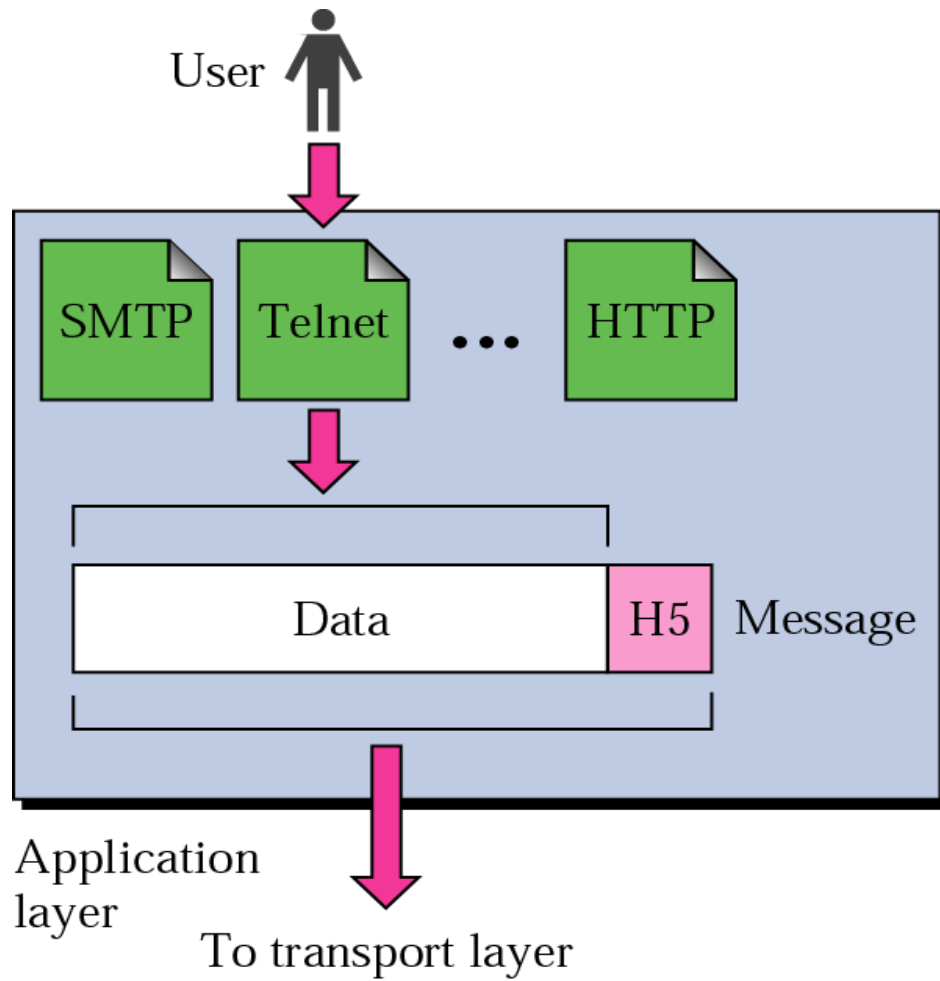 User
SMTP Telnet ... HTTP
Data H5 Message
Application
layer
To transport layer